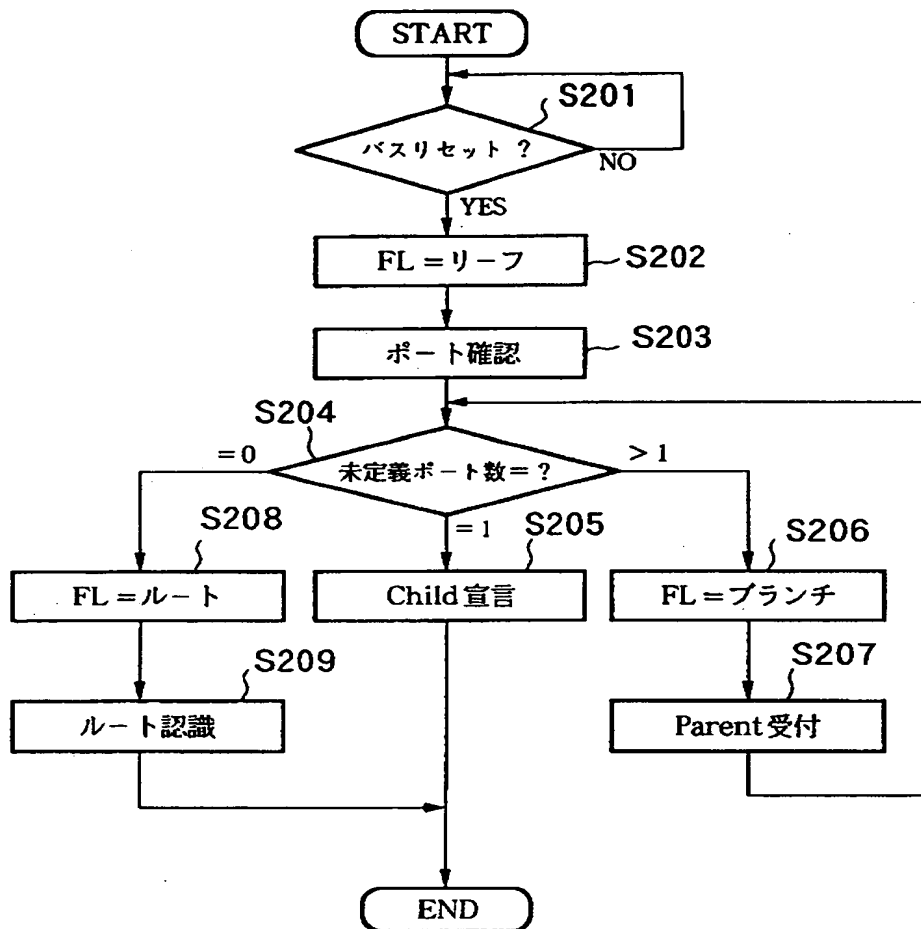 START
S201
バスリセット ?
NO
YES
FL=リーフ
S202
ポート確認
S203
S204
=0
未定義ポート数= ?
>1
S208
=1
S205
S206
FL=ルート
Child宣言
FL=ブランチ
S209
S207
ルート認識
Parent受付
END